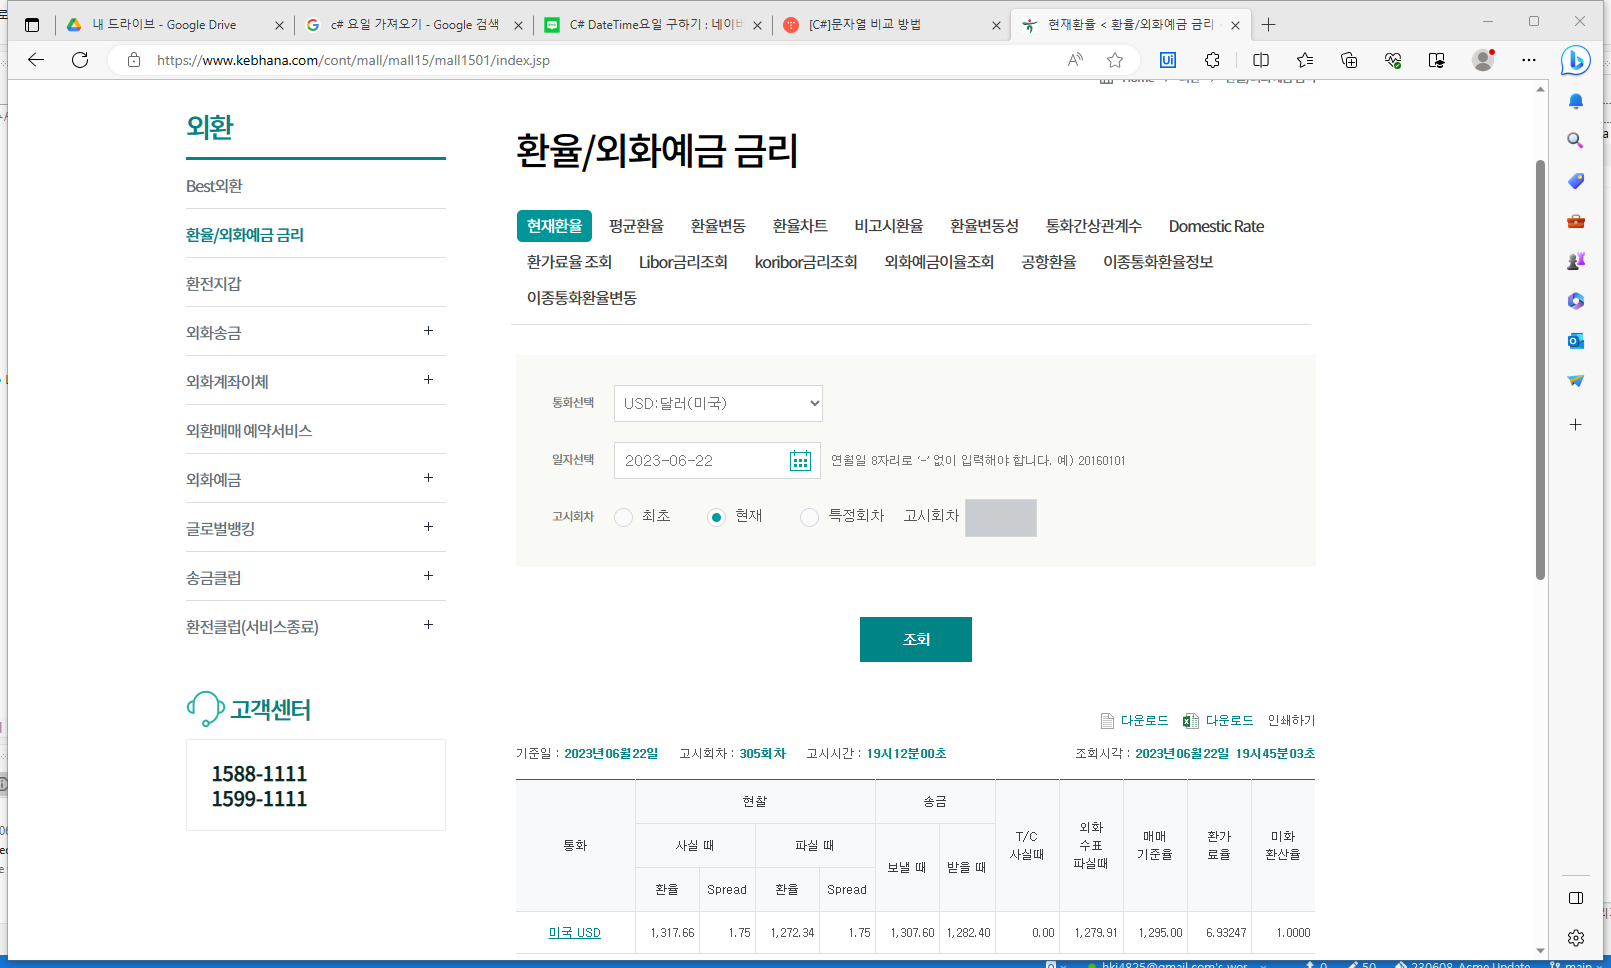 내 드라이브 - Google Drive
c# 요일 가져오기 - Google 검색
C# DateTime요일 구하기 : 네이버
[C#]문자열 비교 방법
현재환율 < 환율/외화예금 금리
https://www.kebhana.com/cont/mall/mall15/mall1501/index.jsp
외환
Best외환
환율/외화예금 금리
환전지갑
외화송금 +
외화계좌이체 +
외환매매 예약서비스
외화예금 +
글로벌뱅킹 +
송금클럽 +
환전클럽(서비스종료) +
고객센터
1588-1111
1599-1111
환율/외화예금 금리
현재환율 평균환율 환율변동 환율차트 비고시환율 환율변동성 통화간상관계수 Domestic Rate
환가료율 조회 Libor금리조회 koribor금리조회 외화예금이율조회 공항환율 이종통화환율정보
이종통화환율변동
통화선택 USD:달러(미국)
일자선택 2023-06-22 연월일 8자리로 '-' 없이 입력해야 합니다. 예) 20160101
고시회차 최초 현재 특정회차 고시회차
조회
다운로드 다운로드 인쇄하기
기준일 : 2023년06월22일 고시회차 : 305회차 고시시간 : 19시12분00초 조회시각 : 2023년06월22일 19시45분03초
통화 현찰 송금 T/C 사실때 외화 수표 파실때 매매 기준율 환가 료율 미화 환산율
사실 때 파실 때 보낼 때 받을 때
환율 Spread 환율 Spread
미국 USD 1,317.66 1.75 1,272.34 1.75 1,307.60 1,282.40 0.00 1,279.91 1,295.00 6.93247 1.0000